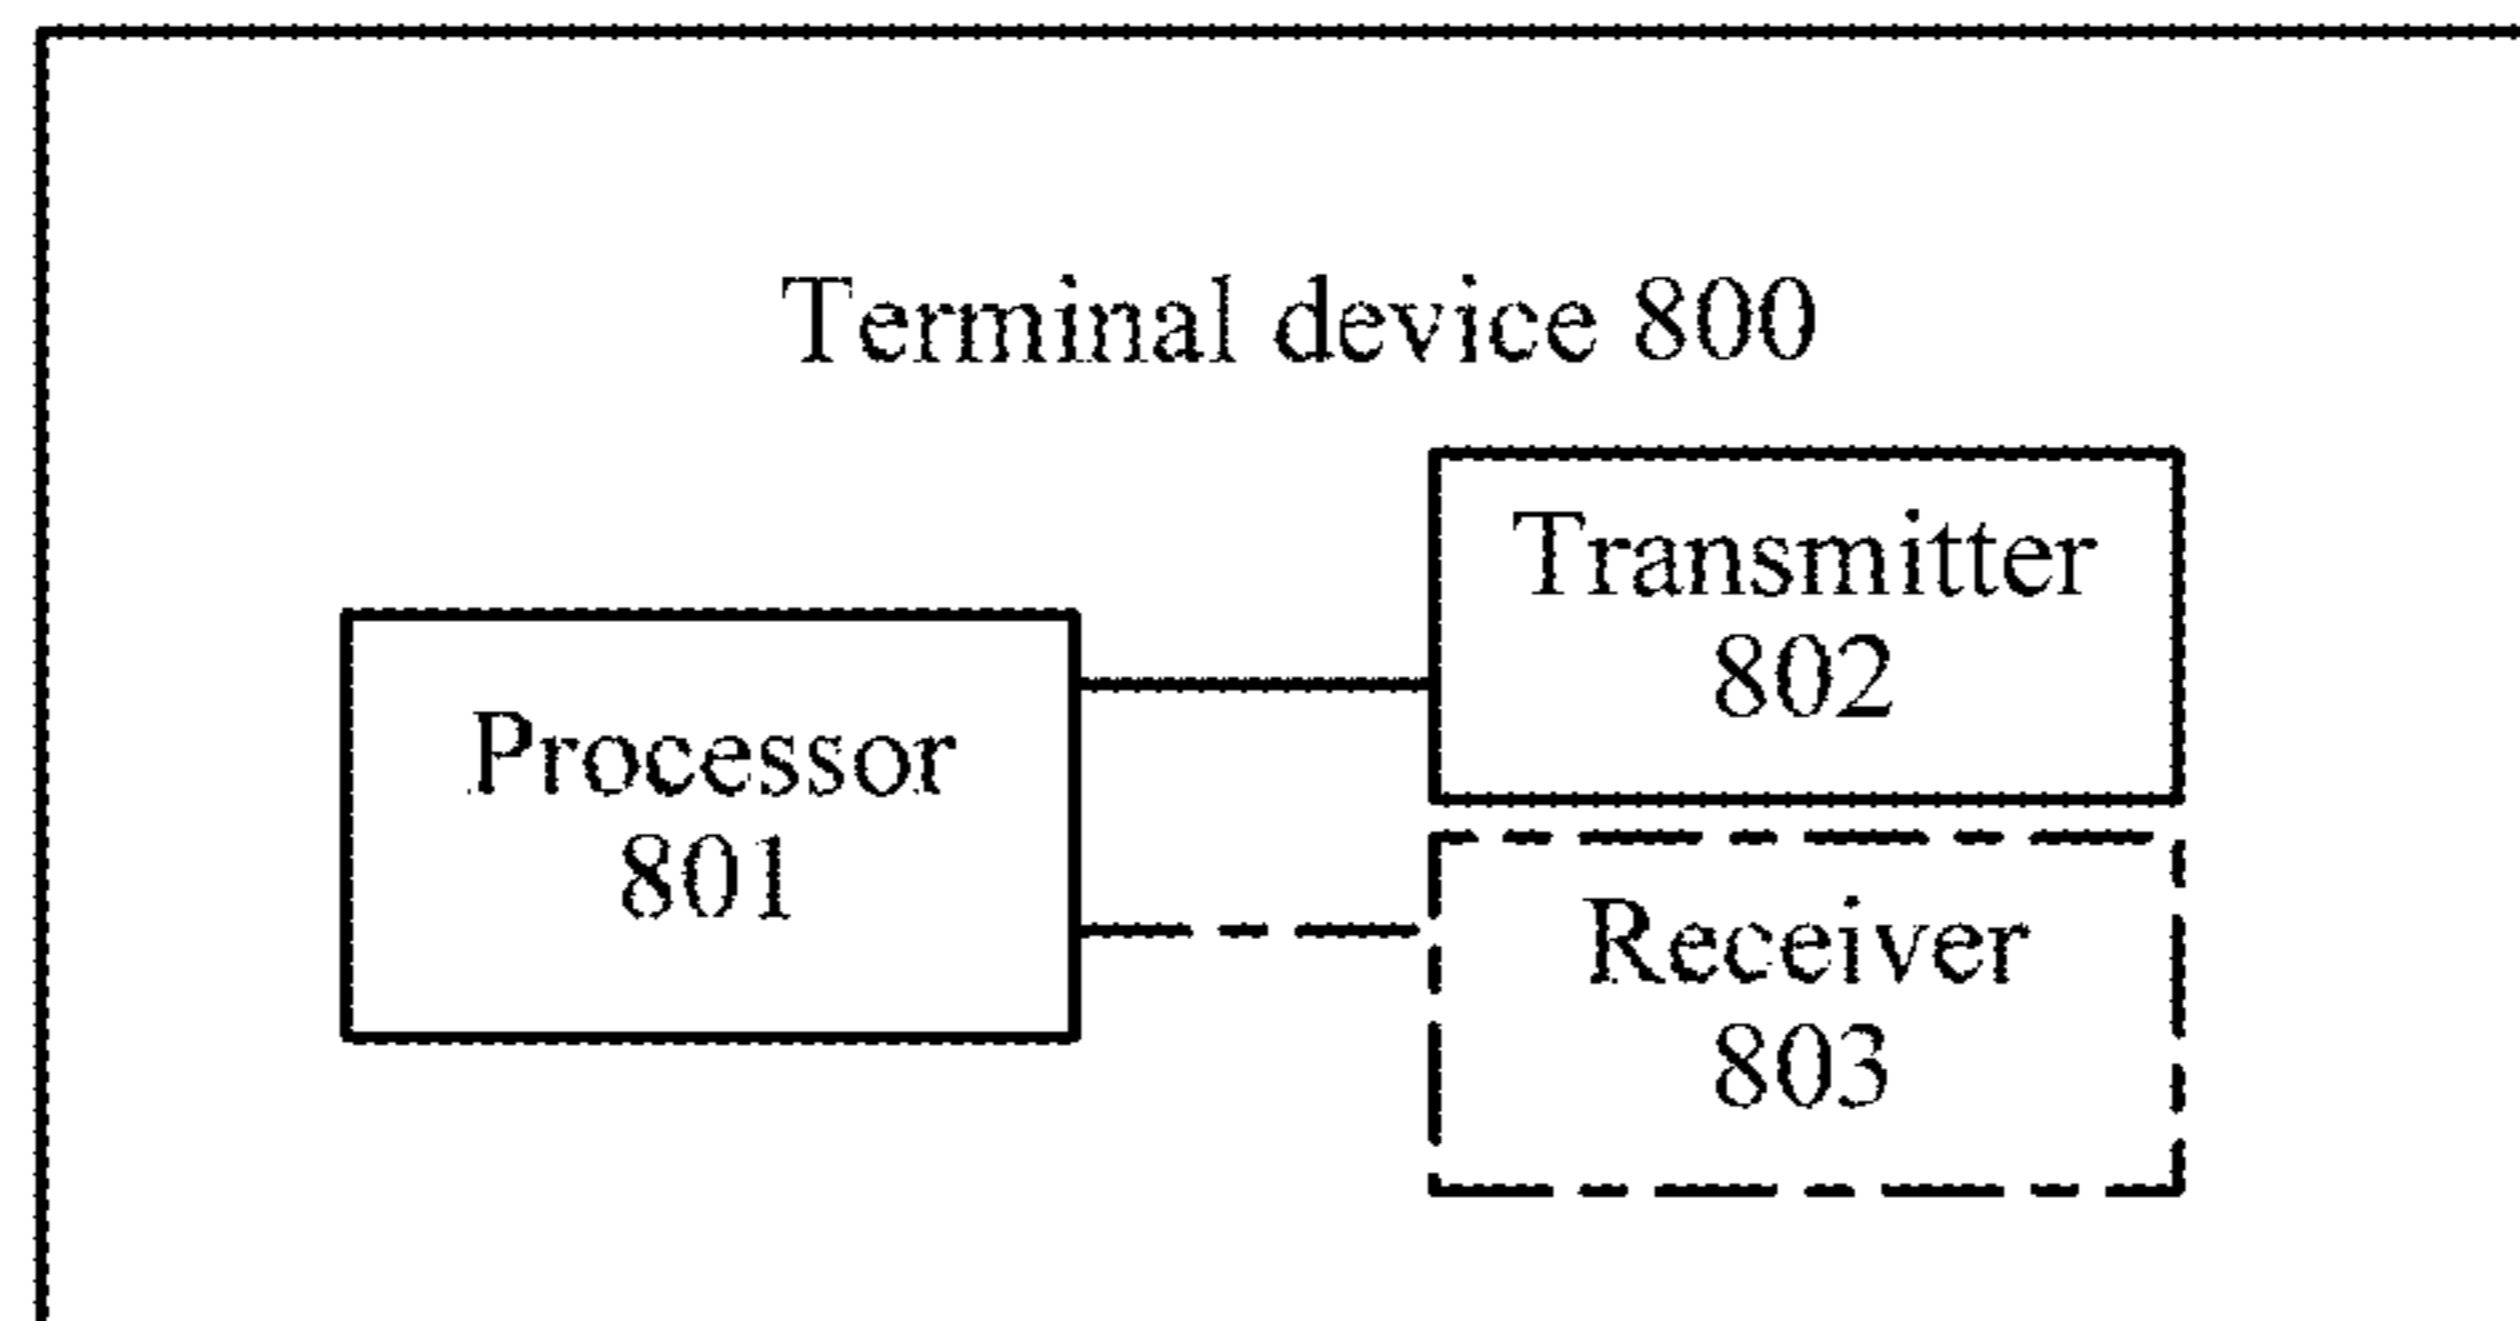 Terminal device 800
Transmitter
802
Processor
801
Receiver
803